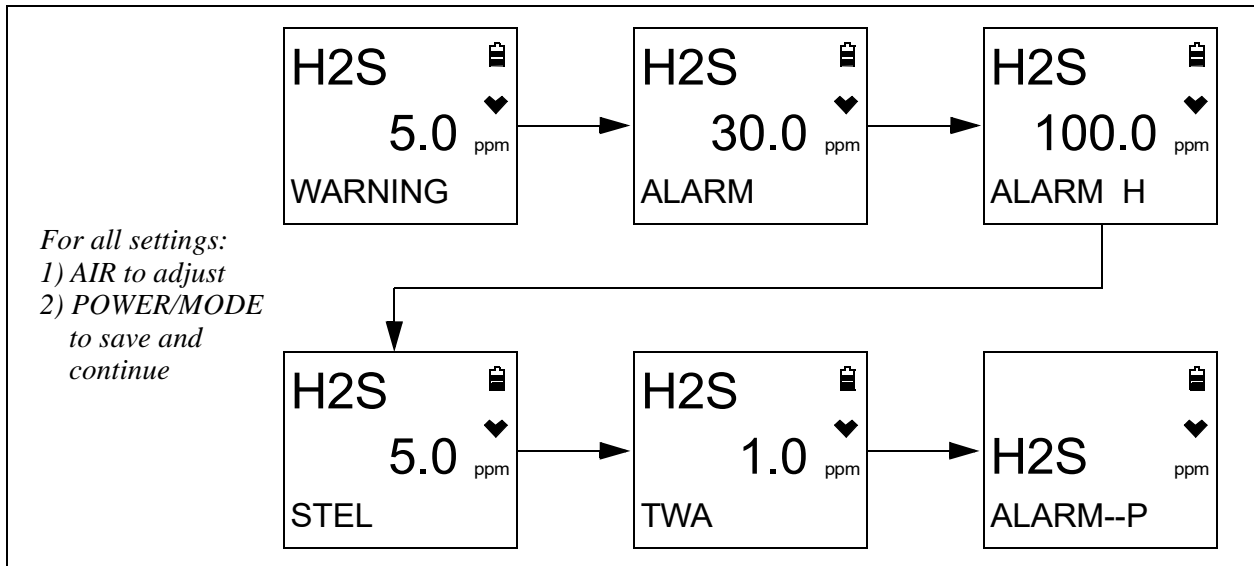 H2S
5.0 ppm
WARNING
H2S
30.0 ppm
ALARM
H2S
100.0 ppm
ALARM H
For all settings:
1) AIR to adjust
2) POWER/MODE
to save and
continue
H2S
5.0 ppm
STEL
H2S
1.0 ppm
TWA
H2S ppm
ALARM--P